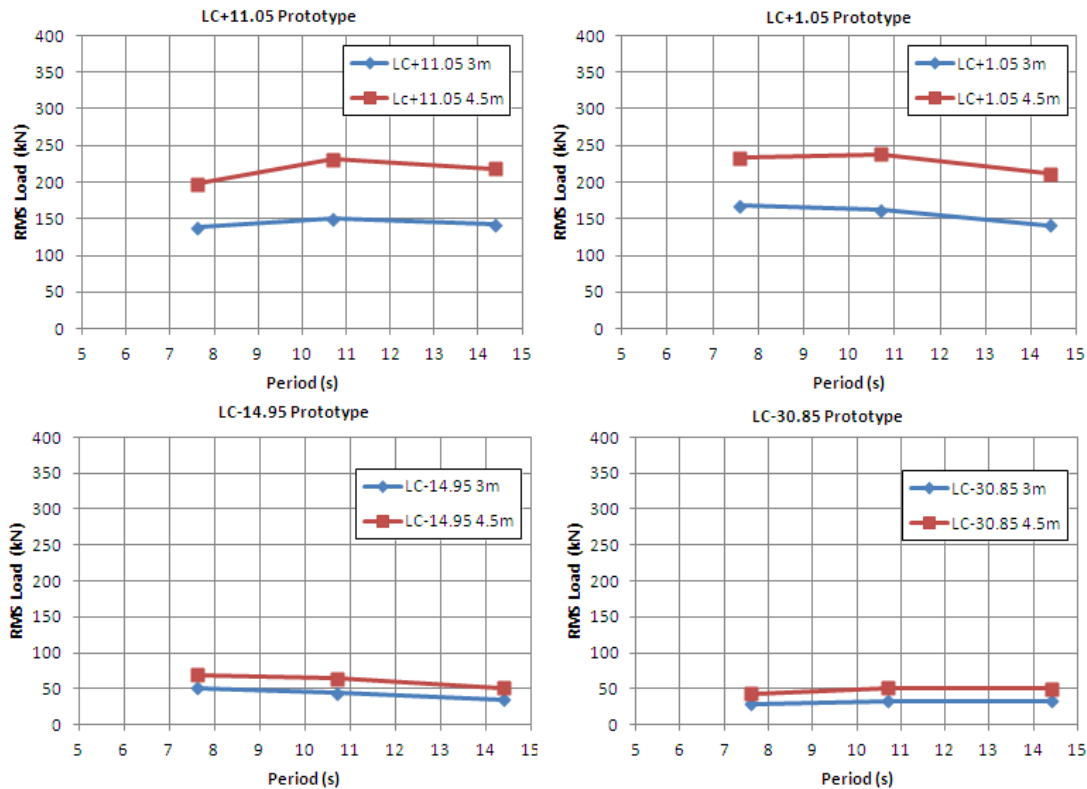 LC+11.05 Prototype
400
350
300
250
200
150
100
50
0
RMS Load (kN)
LC+11.05 3m
Lc+11.05 4.5m
5 6 7 8 9 10 11 12 13 14 15
Period (s)
LC+1.05 Prototype
400
350
300
250
200
150
100
50
0
RMS Load (kN)
LC+1.05 3m
LC+1.05 4.5m
5 6 7 8 9 10 11 12 13 14 15
Period (s)
LC-14.95 Prototype
400
350
300
250
200
150
100
50
0
RMS Load (kN)
LC-14.95 3m
LC-14.95 4.5m
5 6 7 8 9 10 11 12 13 14 15
Period (s)
LC-30.85 Prototype
400
350
300
250
200
150
100
50
0
RMS Load (kN)
LC-30.85 3m
LC-30.85 4.5m
5 6 7 8 9 10 11 12 13 14 15
Period (s)